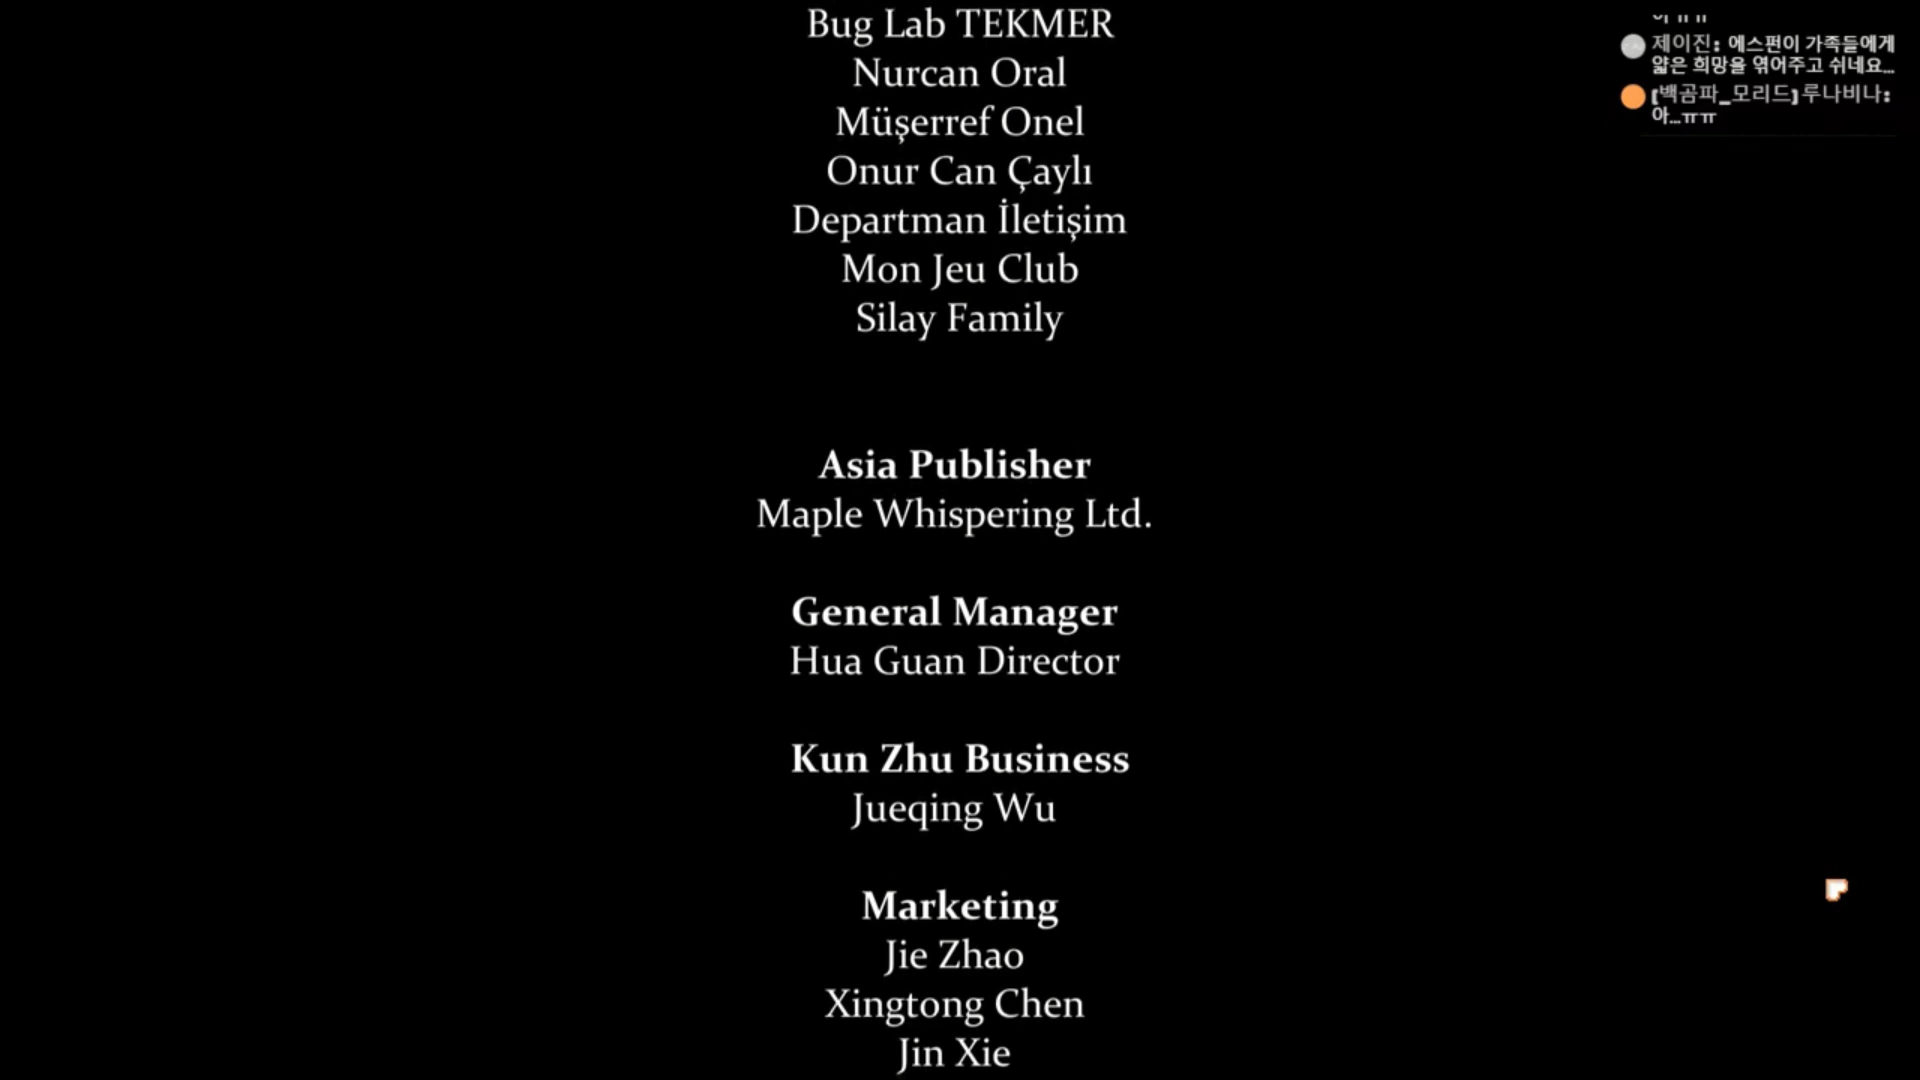 Bug Lab TEKMER
Nurcan Oral
Müşerref Onel
Onur Can Çaylı
Departman İletişim
Mon Jeu Club
Silay Family
Asia Publisher
Maple Whispering Ltd.
General Manager
Hua Guan Director
Kun Zhu Business
Jueqing Wu
Marketing
Jie Zhao
Xingtong Chen
Jin Xie
제이진: 에스펀이 가족들에게
얇은 희망을 엮어주고 쉬네요...
[백곰파_모리드]루나비나:
아...ㅠㅠ